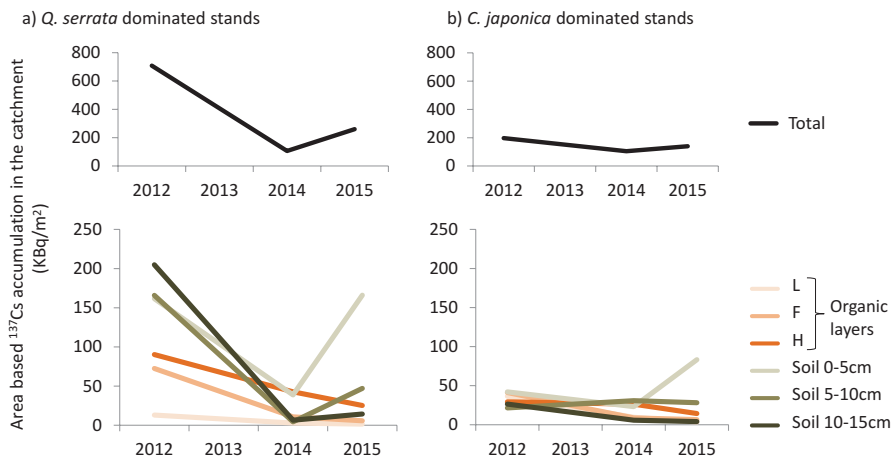 a) Q. serrata dominated stands
b) C. japonica dominated stands
Area based ¹³⁷Cs accumulation in the catchment
(KBq/m²)
800
600
400
200
0
2012 2013 2014 2015
800
600
400
200
0
2012 2013 2014 2015
Total
250
200
150
100
50
0
2012 2013 2014 2015
250
200
150
100
50
0
2012 2013 2014 2015
L
F
H
Organic
layers
Soil 0-5cm
Soil 5-10cm
Soil 10-15cm